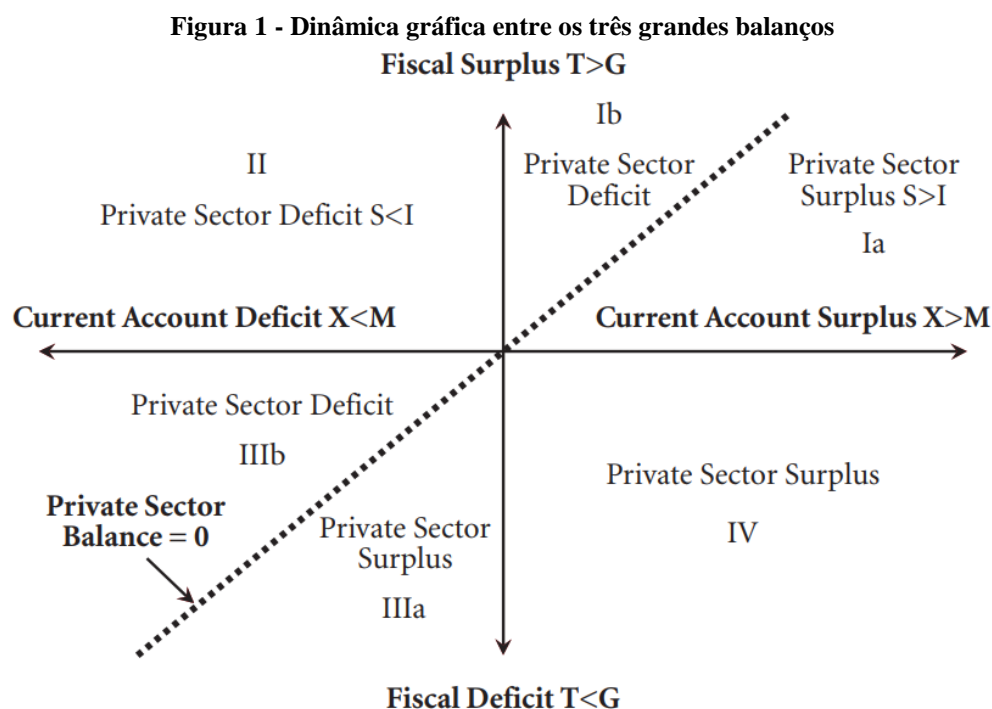 Figura 1 - Dinâmica gráfica entre os três grandes balanços
Fiscal Surplus T>G
Ib
II
Private Sector
Deficit
Private Sector
Surplus S>I
Private Sector Deficit S<I
Ia
Current Account Deficit X<M
Current Account Surplus X>M
Private Sector Deficit
IIIb
Private Sector Surplus
Private Sector
Balance = 0
Private Sector
Surplus
IV
IIIa
Fiscal Deficit T<G